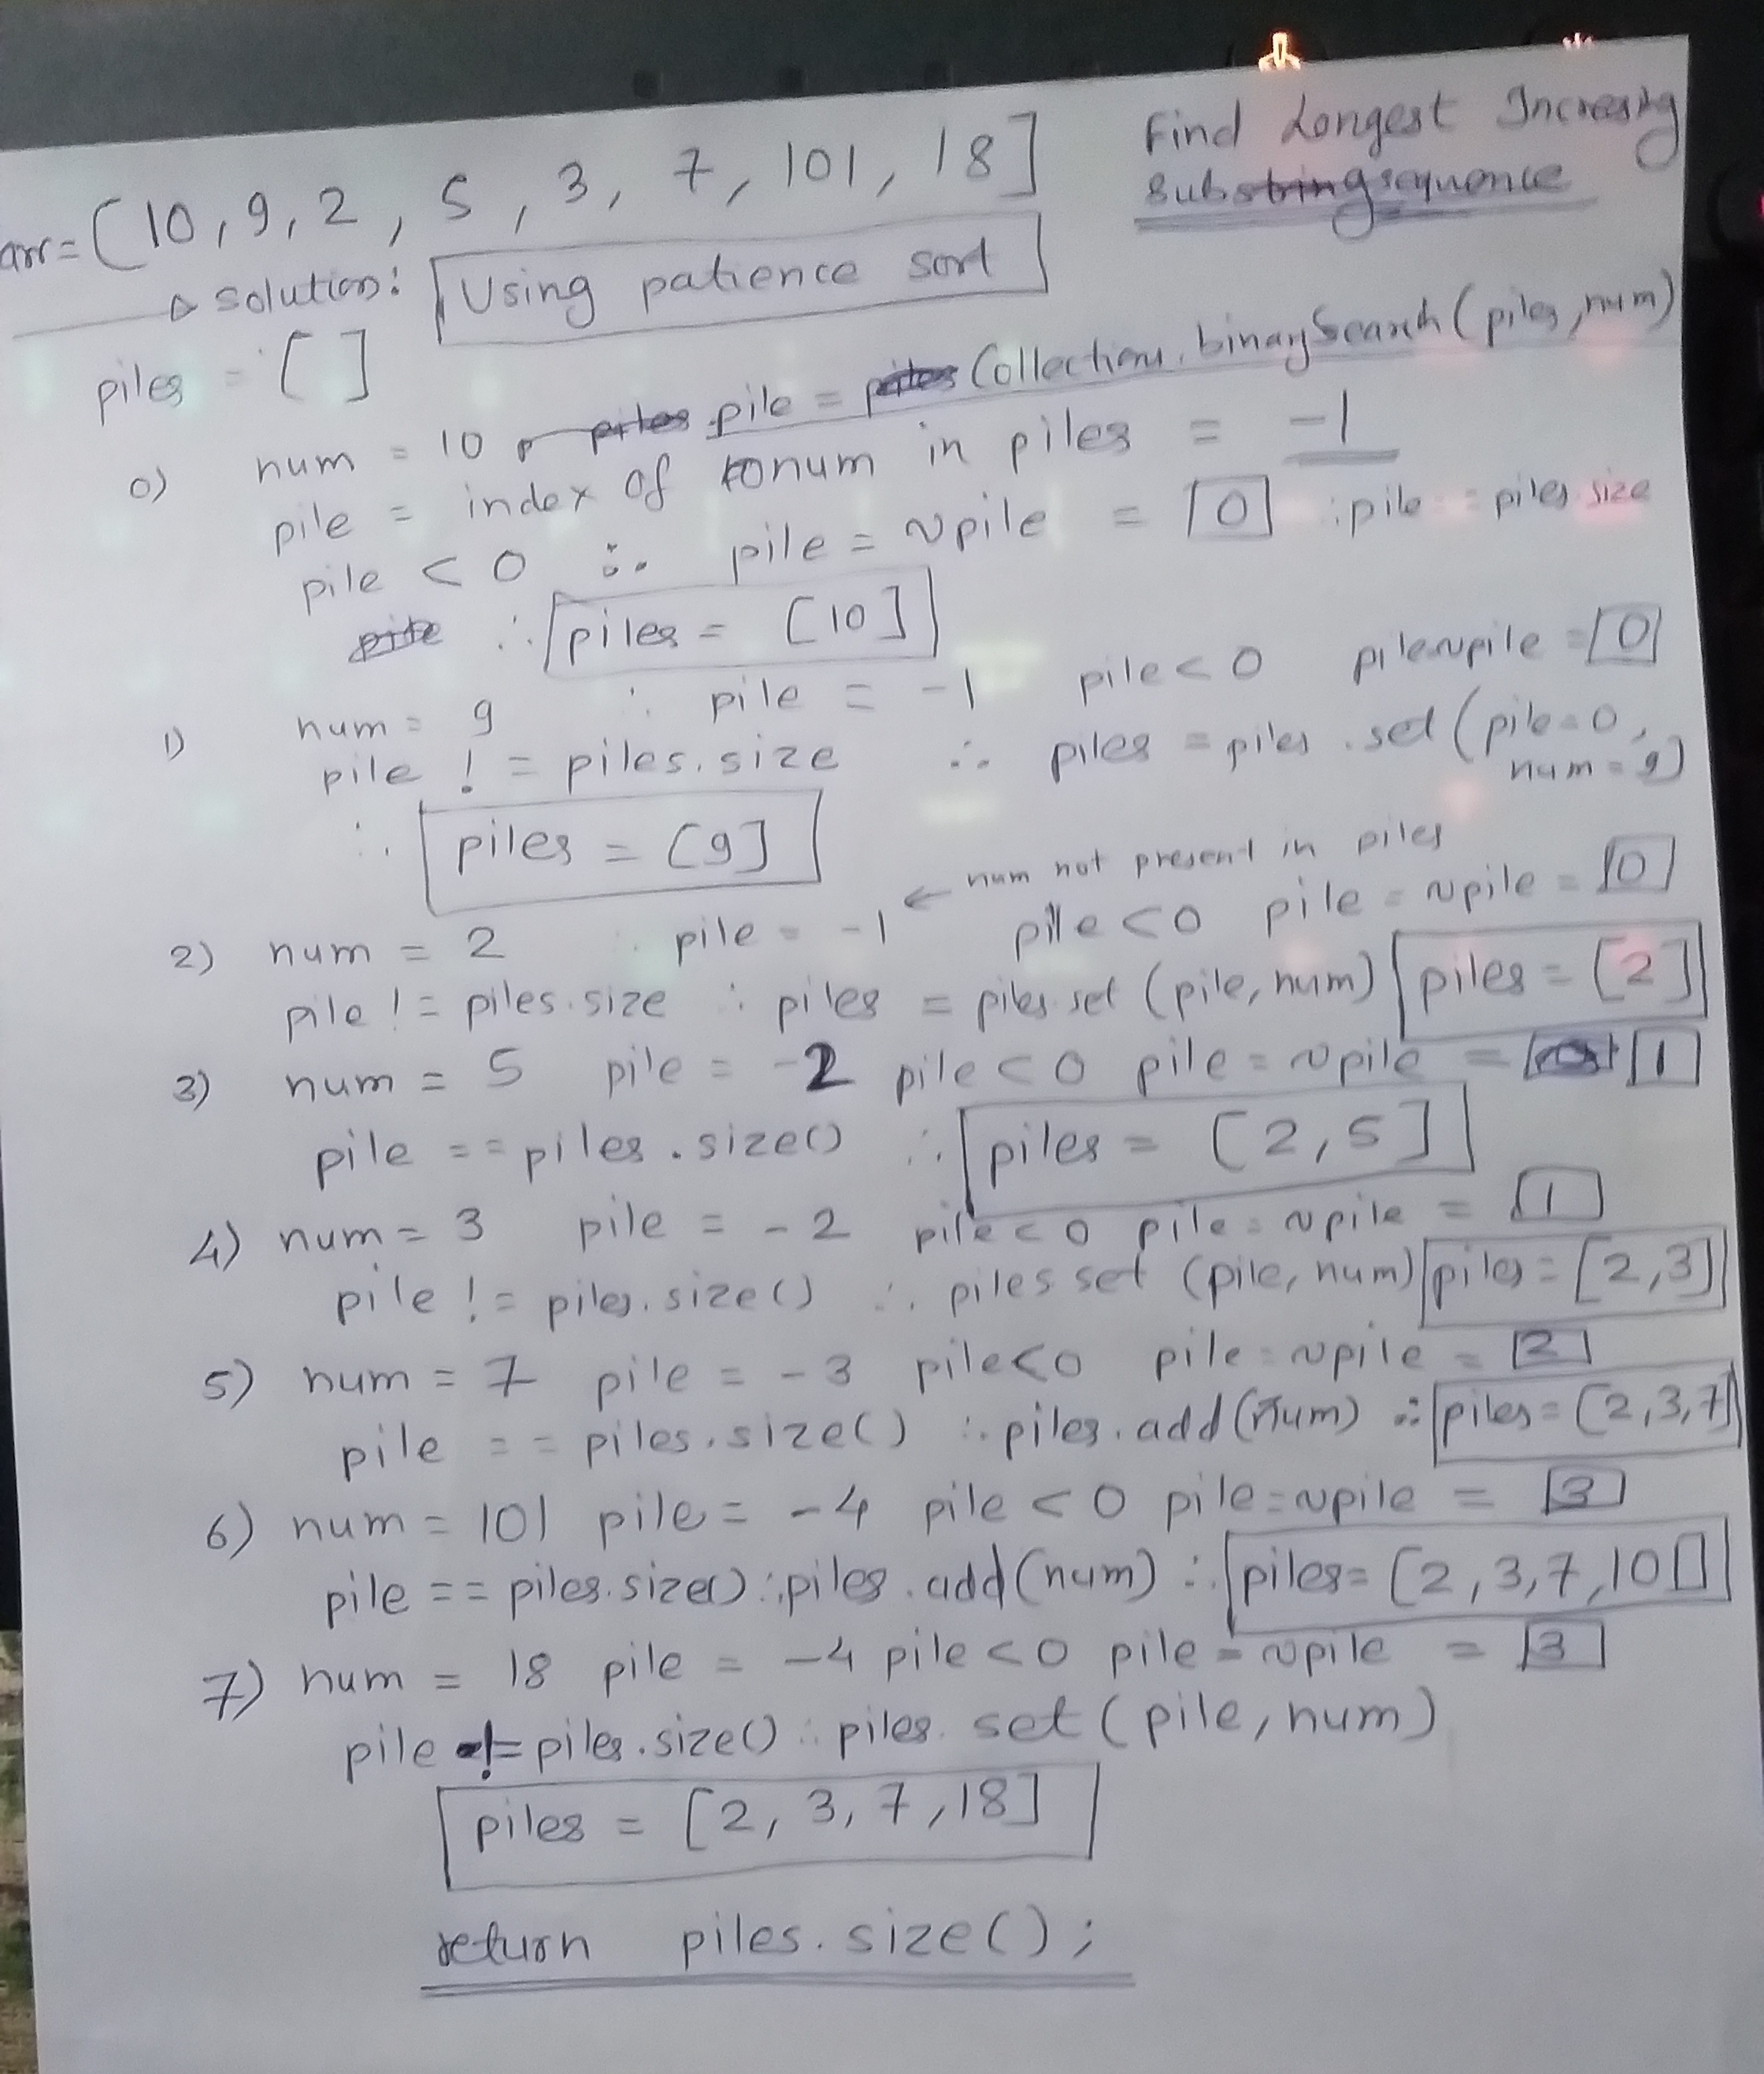 Find Longest Increasing
arr = [10, 9, 2, 5, 3, 7, 101, 18]
substringsequence
→ solution: Using patience sort
piles = [ ]
pile = Collections.binarySearch(piles, num)
0) num = 10
pile = index of num in piles = -1
pile < 0 ∴ pile = ~pile = 0 ∵ pile == piles.size
∴ piles = [10]
1) num = 9 ∴ pile = -1 pile < 0 pile=~pile = 0
pile != piles.size ∴ piles = piles.set(pile=0, num=9)
∴ piles = [9]
← num not present in piles
2) num = 2 ∴ pile = -1 pile < 0 pile = ~pile = 0
pile != piles.size ∴ piles = piles.set (pile, num) piles = [2]
3) num = 5 pile = -2 pile < 0 pile = ~pile = 1
pile == piles.size() ∴ piles = [2, 5]
4) num = 3 pile = -2 pile < 0 pile = ~pile = 1
pile != piles.size() ∴ piles set (pile, num) piles = [2, 3]
5) num = 7 pile = -3 pile < 0 pile = ~pile = 2
pile == piles.size() ∴ piles.add(num) ∴ piles = [2, 3, 7]
6) num = 101 pile = -4 pile < 0 pile = ~pile = 3
pile == piles.size() ∴ piles.add(num) ∴ piles = [2, 3, 7, 101]
7) num = 18 pile = -4 pile < 0 pile = ~pile = 3
pile != piles.size() ∴ piles.set(pile, num)
piles = [2, 3, 7, 18]
return piles.size();